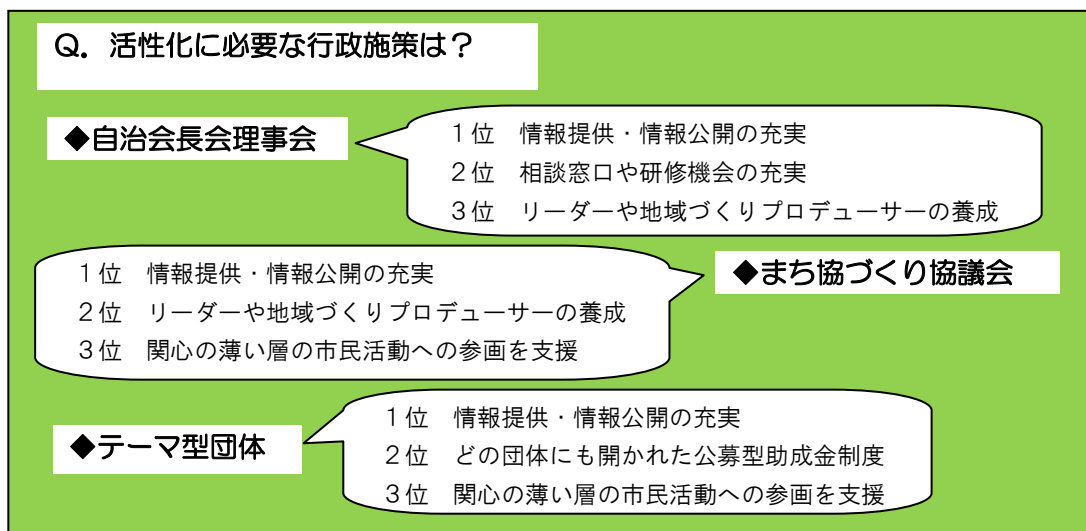 Q. 活性化に必要な行政施策は？
◆自治会長会理事会
１位　情報提供・情報公開の充実
２位　相談窓口や研修機会の充実
３位　リーダーや地域づくりプロデューサーの養成
◆まち協づくり協議会
１位　情報提供・情報公開の充実
２位　リーダーや地域づくりプロデューサーの養成
３位　関心の薄い層の市民活動への参画を支援
◆テーマ型団体
１位　情報提供・情報公開の充実
２位　どの団体にも開かれた公募型助成金制度
３位　関心の薄い層の市民活動への参画を支援